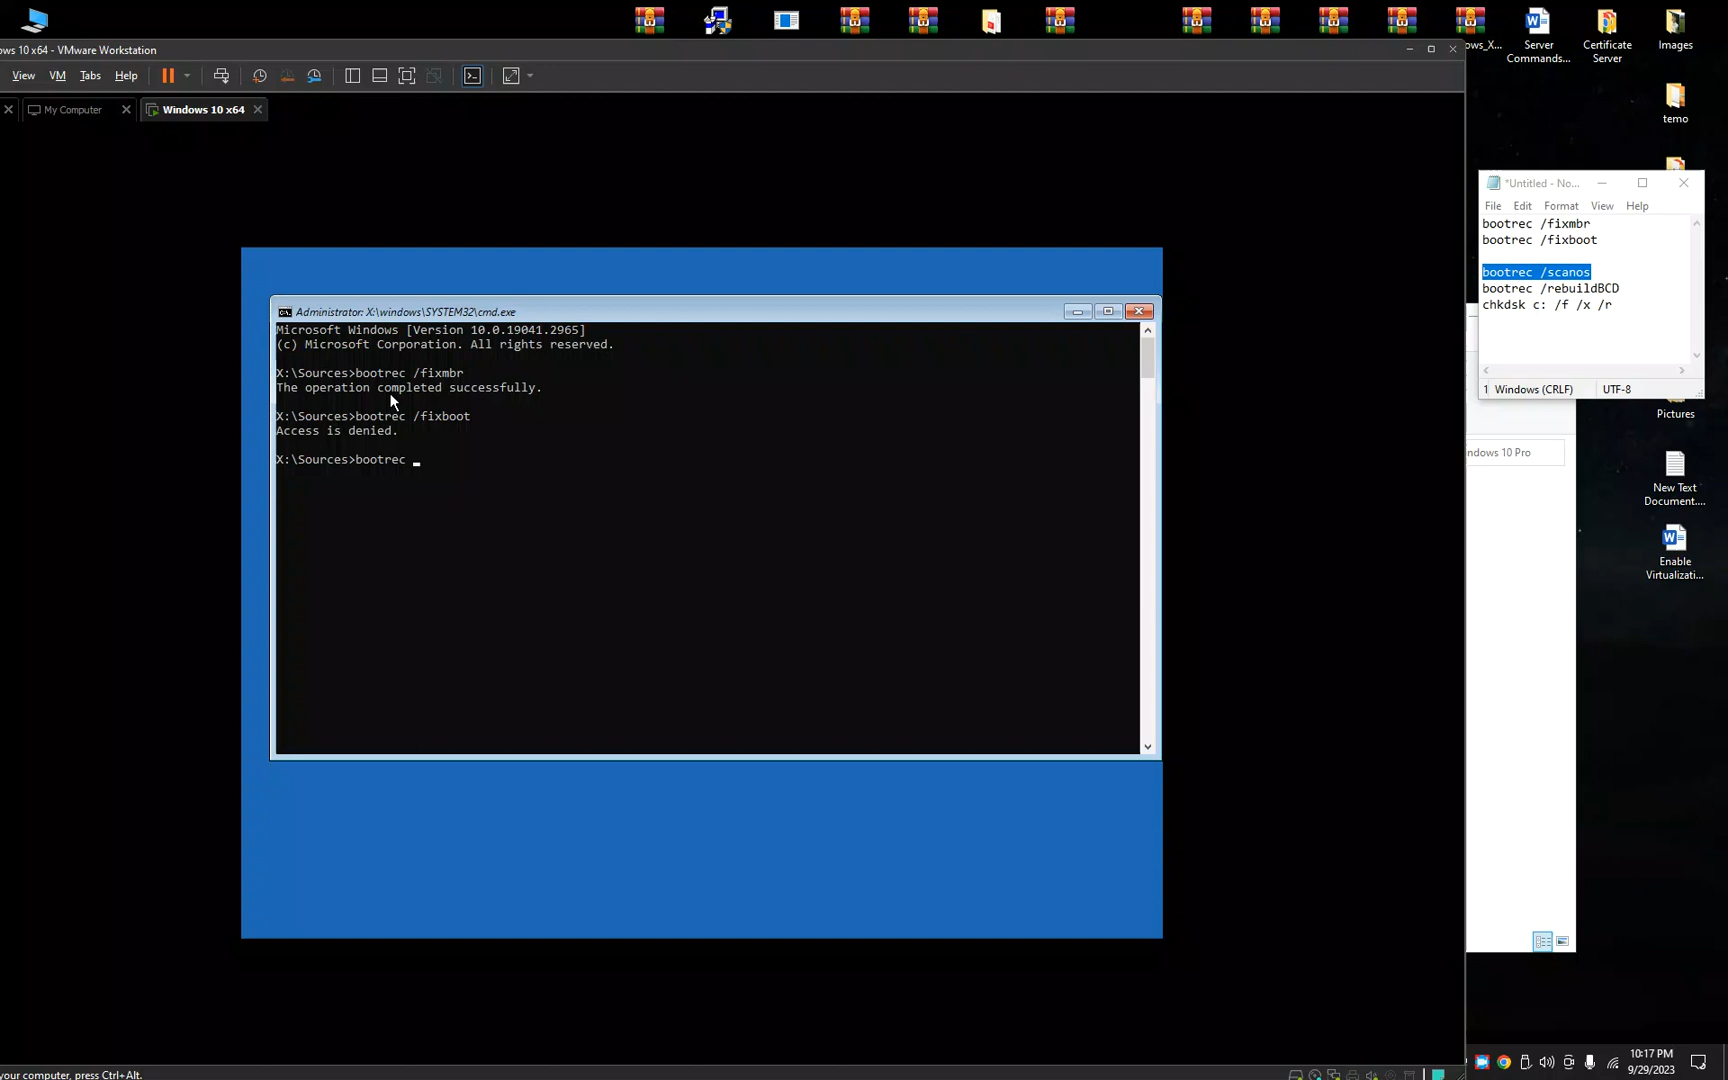 ows 10 x64 - VMware Workstation
View VM Tabs Help
My Computer
Windows 10 x64
Administrator: X:\windows\SYSTEM32\cmd.exe
Microsoft Windows [Version 10.0.19041.2965]
(c) Microsoft Corporation. All rights reserved.
X:\Sources>bootrec /fixmbr
The operation completed successfully.
X:\Sources>bootrec /fixboot
Access is denied.
X:\Sources>bootrec _
your computer, press Ctrl+Alt.
ows_X...
Server
Commands...
Certificate
Server
Images
temo
*Untitled - No...
File Edit Format View Help
bootrec /fixmbr
bootrec /fixboot
bootrec /scanos
bootrec /rebuildBCD
chkdsk c: /f /x /r
1 Windows (CRLF) UTF-8
Pictures
ndows 10 Pro
New Text
Document....
Enable
Virtualizati...
10:17 PM
9/29/2023